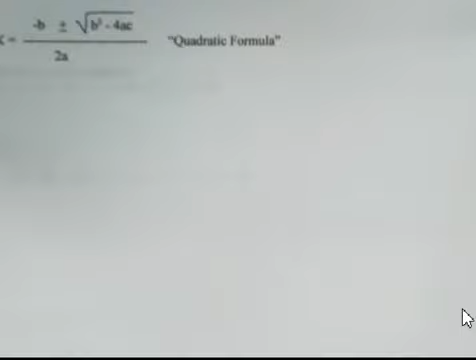 x = -b ± √b² - 4ac / 2a "Quadratic Formula"